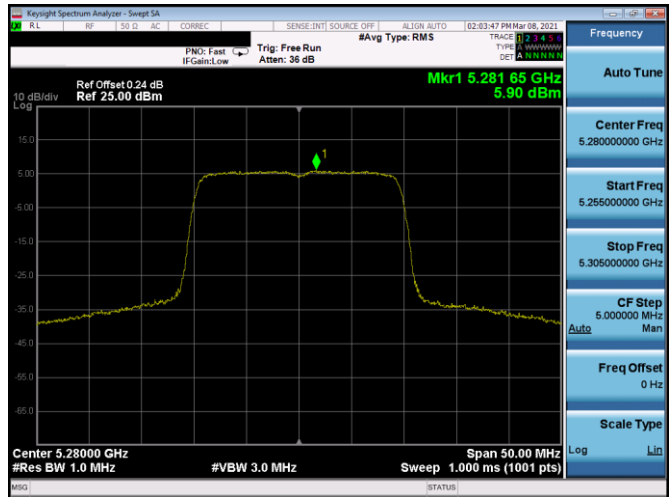 Keysight Spectrum Analyzer - Swept SA
RL RF 50 Ω AC CORREC SENSE:INT SOURCE OFF ALIGN AUTO 02:03:47 PM Mar 08, 2021
#Avg Type: RMS
TRACE 1 2 3 4 5 6
TYPE A WWWWW
DET A N N N N N
PNO: Fast
IFGain:Low
Trig: Free Run
Atten: 36 dB
Mkr1 5.281 65 GHz
5.90 dBm
Ref Offset 0.24 dB
Ref 25.00 dBm
10 dB/div
Log
15.0
5.00
-5.00
-15.0
-25.0
-35.0
-45.0
-55.0
-65.0
1
Center 5.28000 GHz
Span 50.00 MHz
#Res BW 1.0 MHz
#VBW 3.0 MHz
Sweep 1.000 ms (1001 pts)
MSG
STATUS
Frequency
Auto Tune
Center Freq
5.280000000 GHz
Start Freq
5.255000000 GHz
Stop Freq
5.305000000 GHz
CF Step
5.000000 MHz
Auto Man
Freq Offset
0 Hz
Scale Type
Log Lin